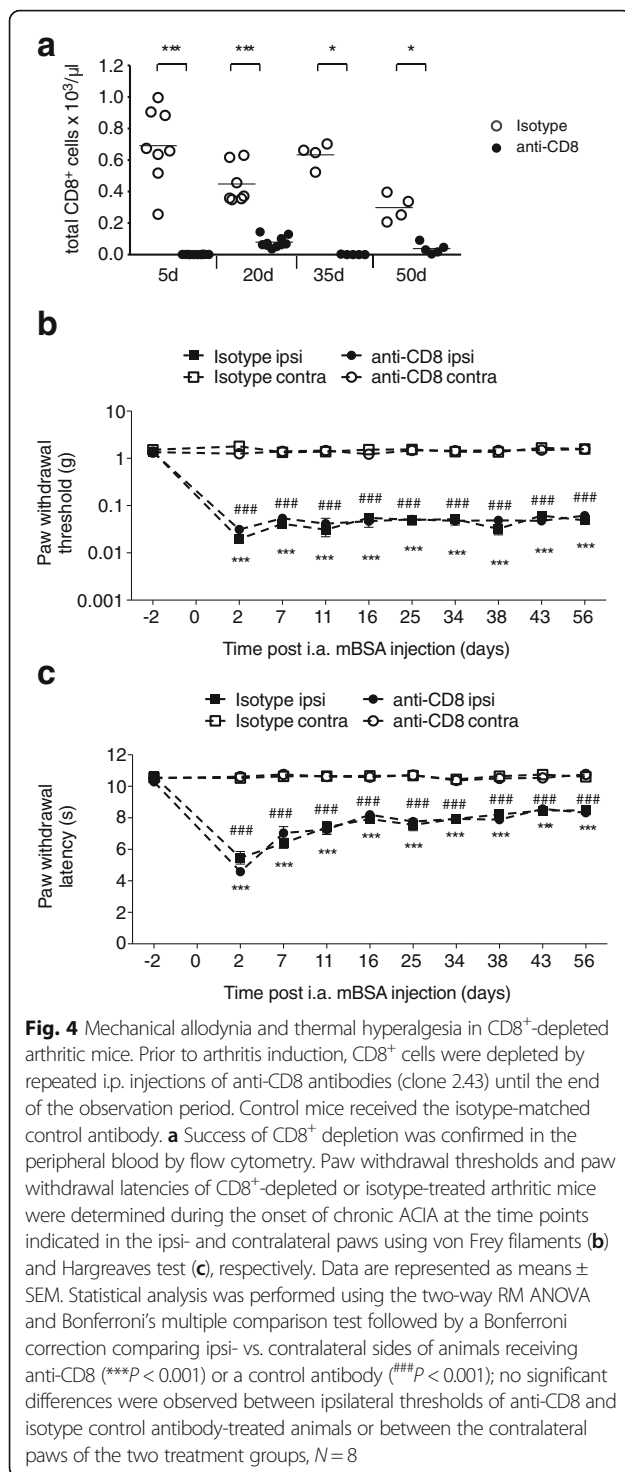 a
*** *** * *
1.2
1.0
0.8
0.6
0.4
0.2
0.0
total CD8+ cells x 10³/µl
Isotype
anti-CD8
5d 20d 35d 50d
b
Isotype ipsi anti-CD8 ipsi
Isotype contra anti-CD8 contra
10
1
0.1
0.01
0.001
Paw withdrawal
threshold (g)
### ### ### ### ### ### ### ### ###
*** *** *** *** *** *** *** *** ***
-2 0 2 7 11 16 25 34 38 43 56
Time post i.a. mBSA injection (days)
c
Isotype ipsi anti-CD8 ipsi
Isotype contra anti-CD8 contra
12
10
8
6
4
2
0
Paw withdrawal
latency (s)
### ### ### ### ### ### ### ### ###
*** *** *** *** *** *** *** *** ***
-2 0 2 7 11 16 25 34 38 43 56
Time post i.a. mBSA injection (days)
Fig. 4 Mechanical allodynia and thermal hyperalgesia in CD8+-depleted
arthritic mice. Prior to arthritis induction, CD8+ cells were depleted by
repeated i.p. injections of anti-CD8 antibodies (clone 2.43) until the end
of the observation period. Control mice received the isotype-matched
control antibody. a Success of CD8+ depletion was confirmed in the
peripheral blood by flow cytometry. Paw withdrawal thresholds and paw
withdrawal latencies of CD8+-depleted or isotype-treated arthritic mice
were determined during the onset of chronic ACIA at the time points
indicated in the ipsi- and contralateral paws using von Frey filaments (b)
and Hargreaves test (c), respectively. Data are represented as means ±
SEM. Statistical analysis was performed using the two-way RM ANOVA
and Bonferroni's multiple comparison test followed by a Bonferroni
correction comparing ipsi- vs. contralateral sides of animals receiving
anti-CD8 (***P < 0.001) or a control antibody (###P < 0.001); no significant
differences were observed between ipsilateral thresholds of anti-CD8 and
isotype control antibody-treated animals or between the contralateral
paws of the two treatment groups, N = 8